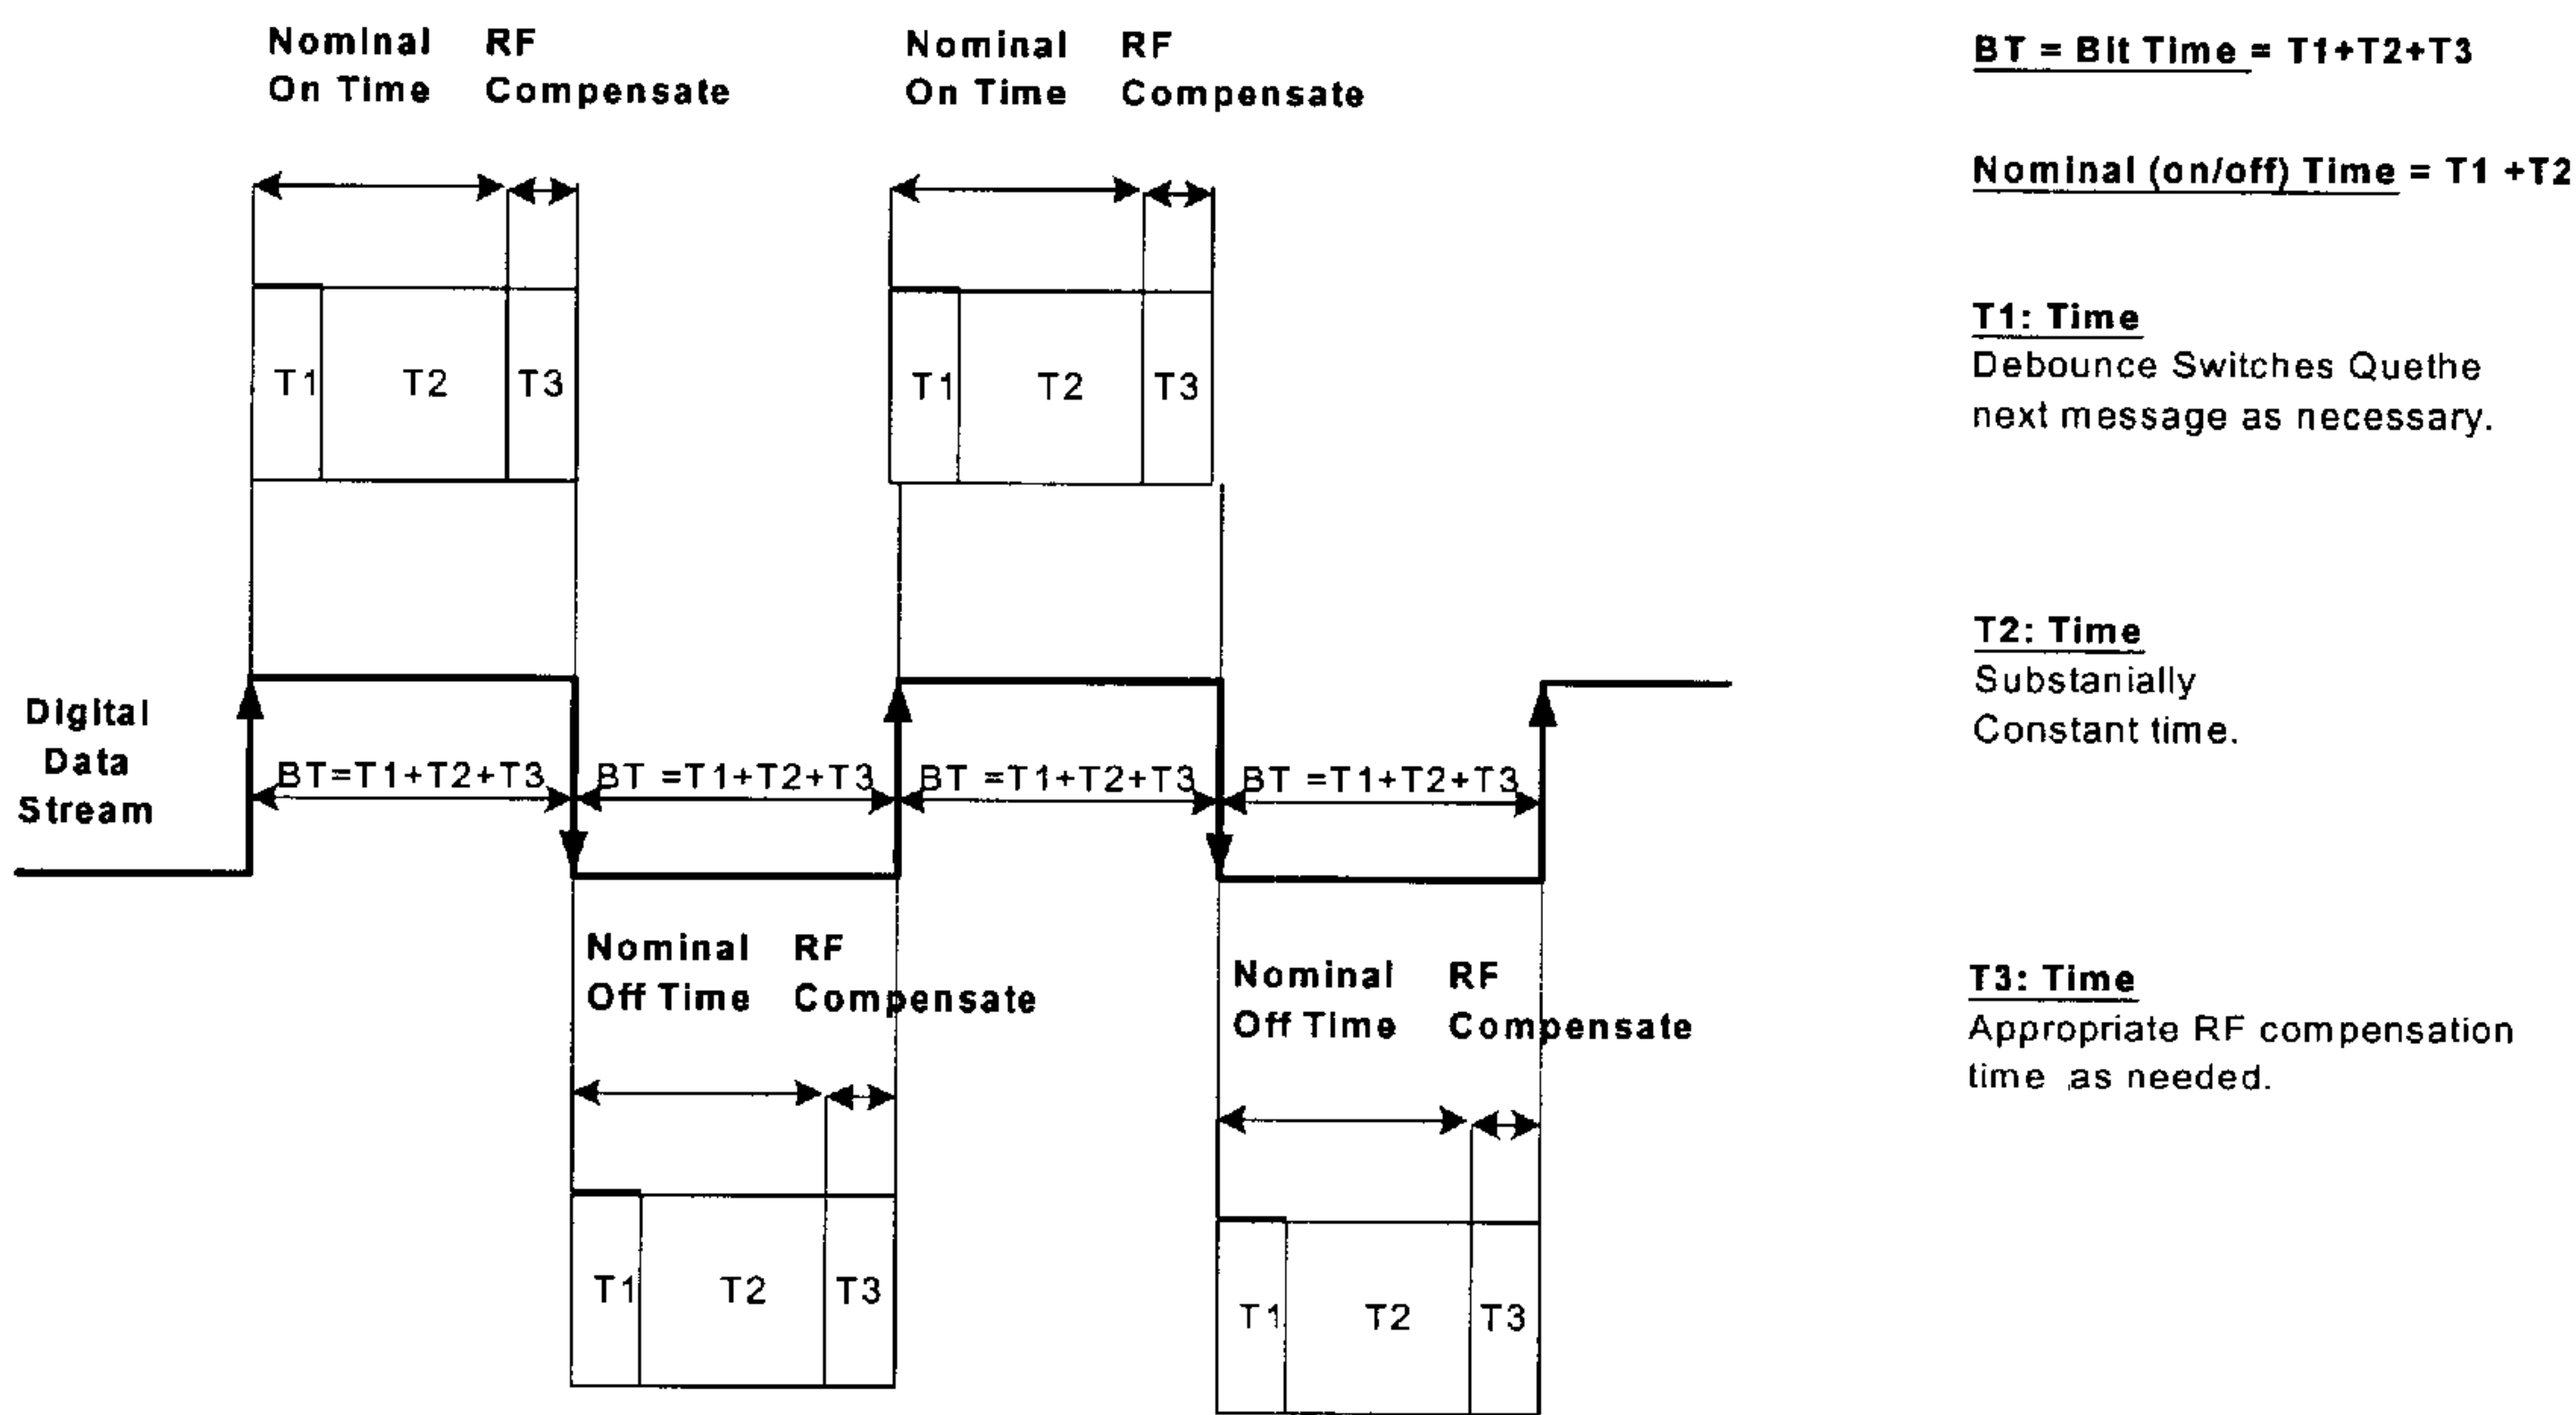 Nominal RF
On Time Compensate
Nominal RF
On Time Compensate
BT = Bit Time = T1+T2+T3
Nominal (on/off) Time = T1 +T2
T1 T2 T3
T1 T2 T3
T1: Time
Debounce Switches Quethe
next message as necessary.
T2: Time
Substanially
Constant time.
Digital
Data
Stream
BT=T1+T2+T3 BT =T1+T2+T3 BT =T1+T2+T3 BT =T1+T2+T3
Nominal RF
Off Time Compensate
Nominal RF
Off Time Compensate
T3: Time
Appropriate RF compensation
time as needed.
T1 T2 T3
T1 T2 T3